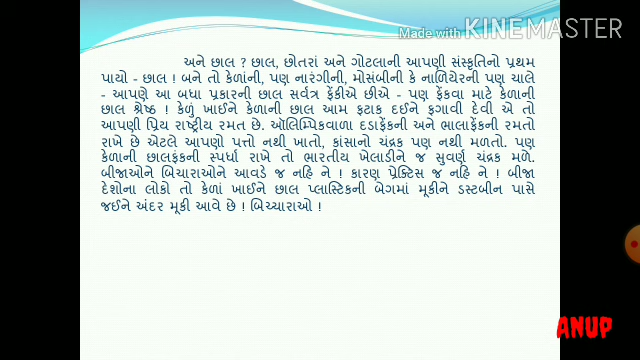 Made with KINEMASTER
અને છાલ ? છાલ, છોતરાં અને ગોટલાની આપણી સંસ્કૃતિનો પ્રથમ
પાયો - છાલ ! બને તો કેળાંની, પણ નારંગીની, મોસંબીની કે નાળિયેરની પણ ચાલે
- આપણે આ બધા પ્રકારની છાલ સર્વત્ર ફેંકીએ છીએ - પણ ફેંકવા માટે કેળાની
છાલ શ્રેષ્ઠ ! કેળું ખાઈને કેળાની છાલ આમ ફટાક દઈને ફગાવી દેવી એ તો
આપણી પ્રિય રાષ્ટ્રીય રમત છે. ઑલિમ્પિકવાળા દડાફેંકની અને ભાલાફેંકની રમતો
રાખે છે એટલે આપણો પત્તો નથી ખાતો, કાંસાનો ચંદ્રક પણ નથી મળતો. પણ
કેળાની છાલફંકની સ્પર્ધા રાખે તો ભારતીય ખેલાડીને જ સુવર્ણ ચંદ્રક મળે.
બીજાઓને બિચારાઓને આવડે જ નહિ ને ! કારણ પ્રેક્ટિસ જ નહિ ને ! બીજા
દેશોના લોકો તો કેળાં ખાઈને છાલ પ્લાસ્ટિકની બેગમાં મૂકીને ડસ્ટબીન પાસે
જઈને અંદર મૂકી આવે છે ! બિચ્ચારાઓ !
ANUP